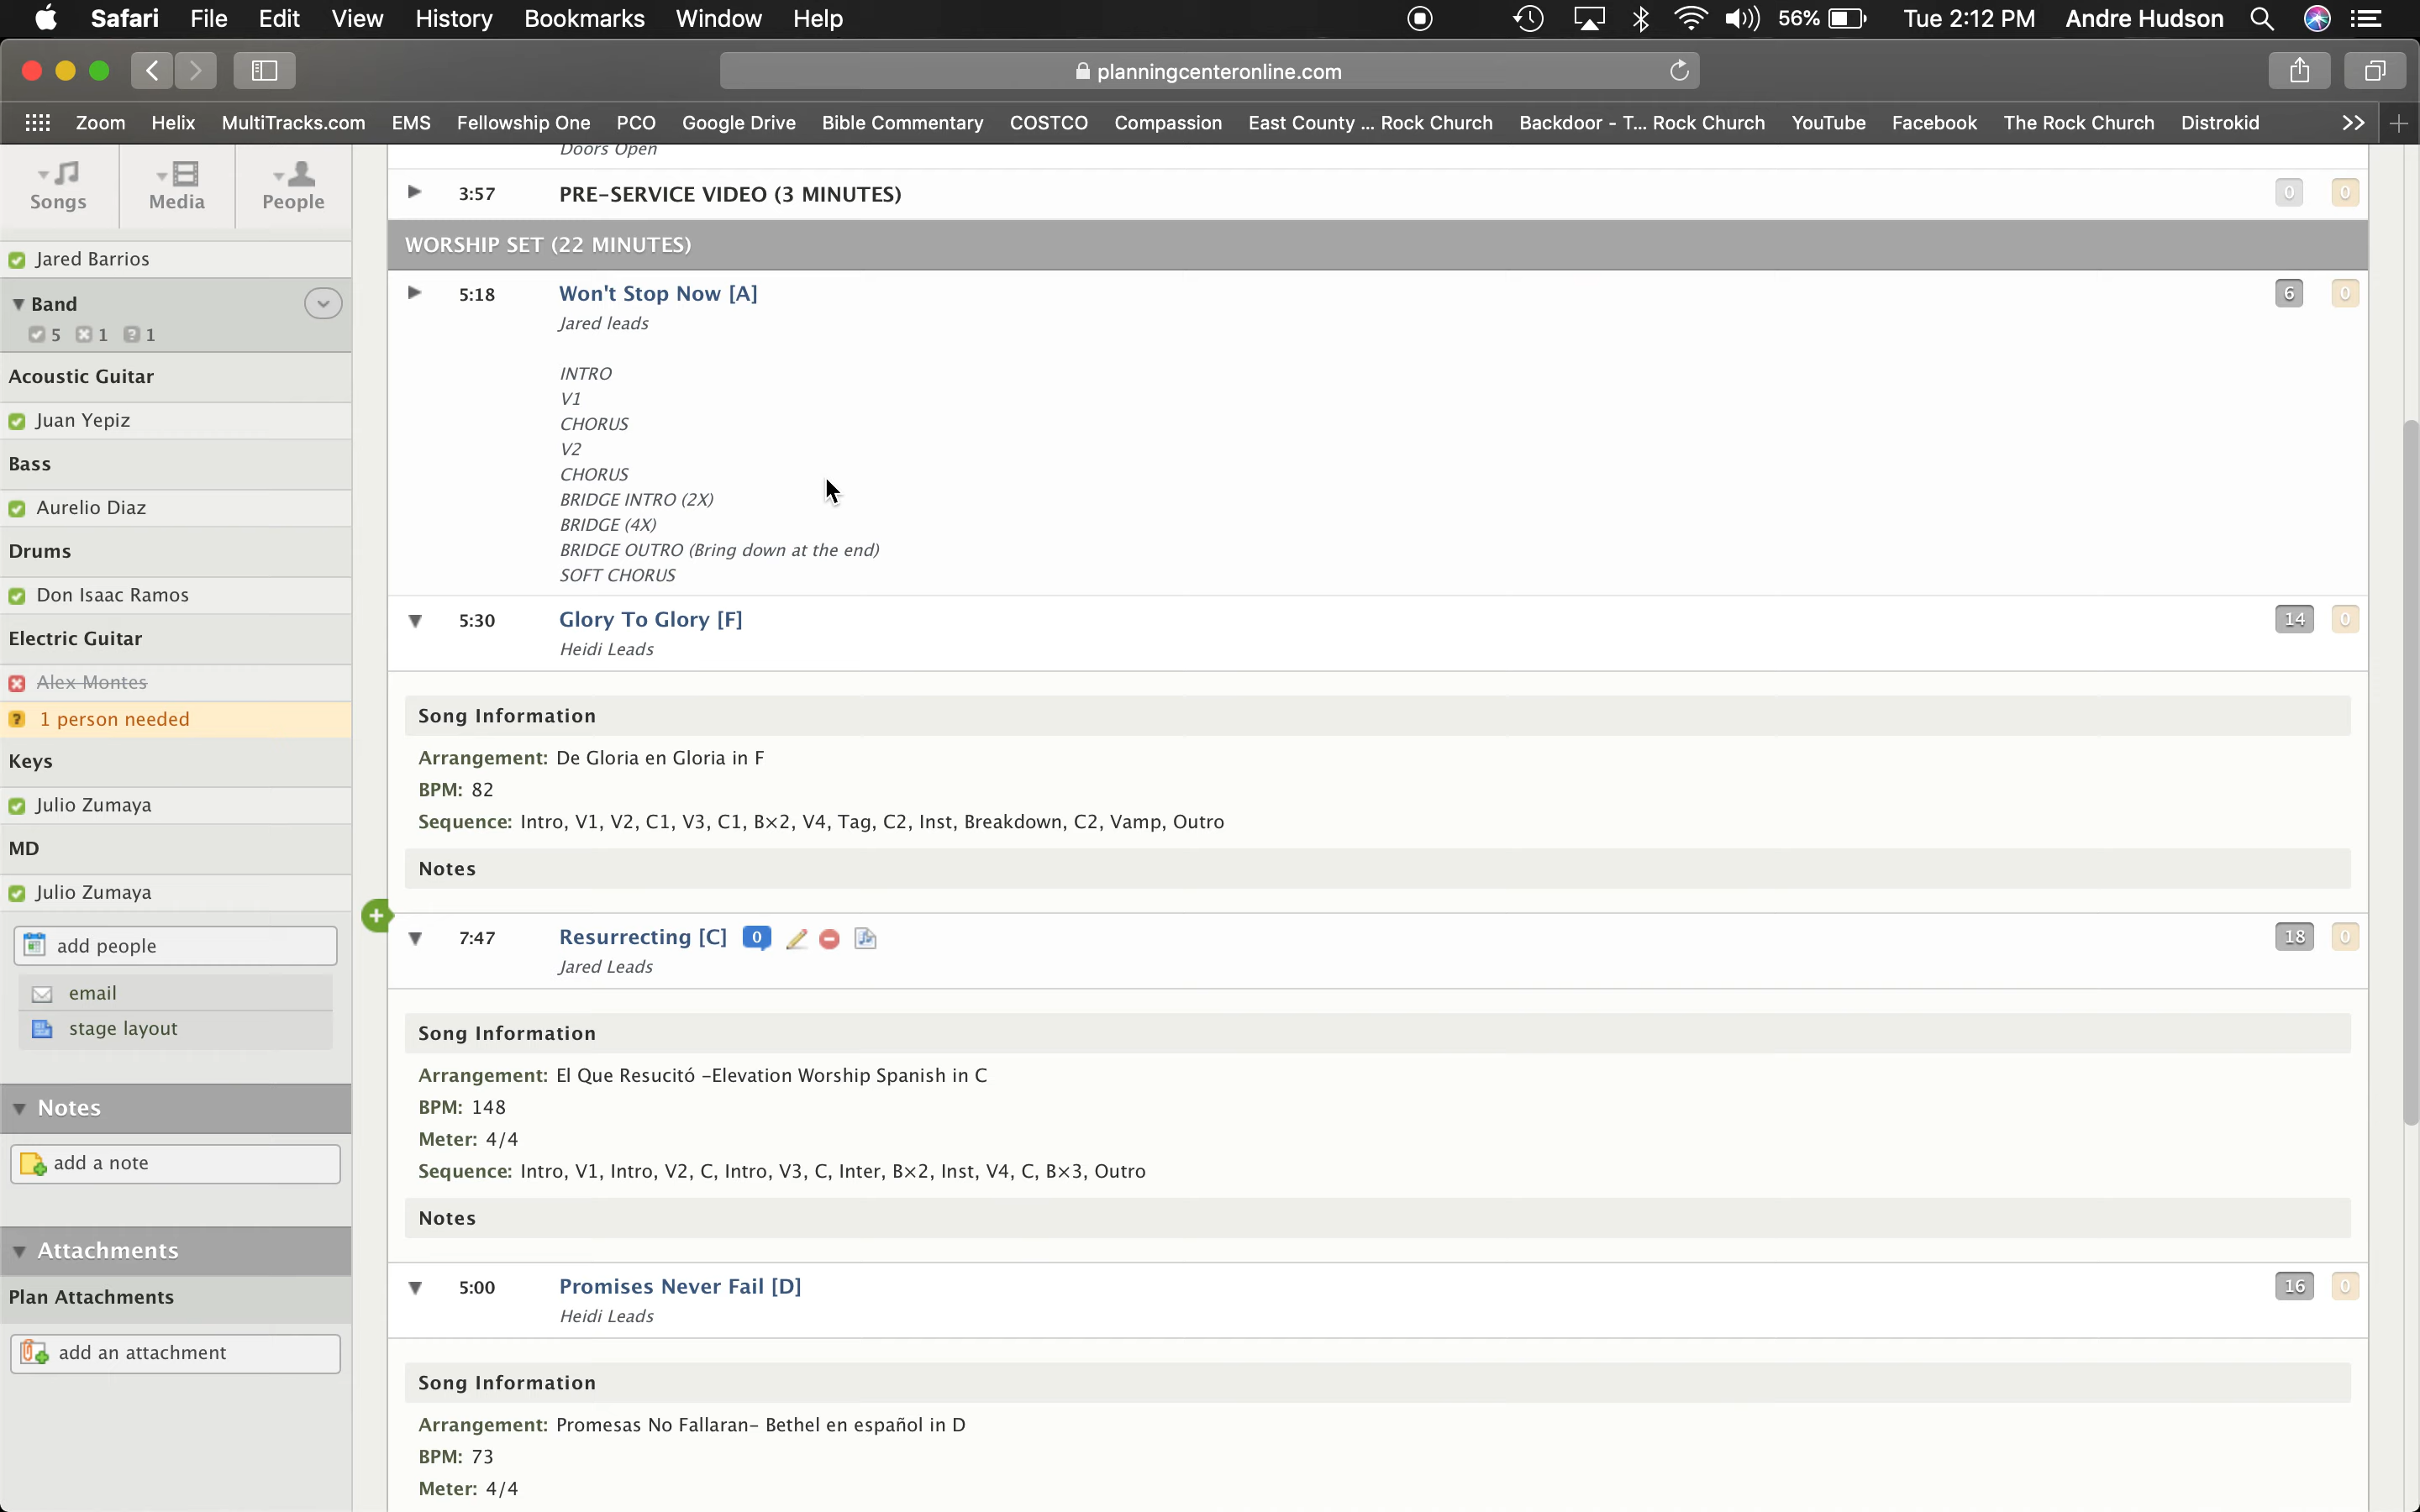 Safari File Edit View History Bookmarks Window Help 56% Tue 2:12 PM Andre Hudson
planningcenteronline.com
Zoom Helix MultiTracks.com EMS Fellowship One PCO Google Drive Bible Commentary COSTCO Compassion East County ... Rock Church Backdoor - T... Rock Church YouTube Facebook The Rock Church Distrokid
Songs Media People
Jared Barrios
Band
5 1 ? 1
Acoustic Guitar
Juan Yepiz
Bass
Aurelio Diaz
Drums
Don Isaac Ramos
Electric Guitar
Alex Montes
? 1 person needed
Keys
Julio Zumaya
MD
Julio Zumaya
add people
email
stage layout
Notes
add a note
Attachments
Plan Attachments
add an attachment
Doors Open
3:57 PRE-SERVICE VIDEO (3 MINUTES) 0 0
WORSHIP SET (22 MINUTES)
5:18 Won't Stop Now [A] 6 0
Jared leads
INTRO
V1
CHORUS
V2
CHORUS
BRIDGE INTRO (2X)
BRIDGE (4X)
BRIDGE OUTRO (Bring down at the end)
SOFT CHORUS
5:30 Glory To Glory [F] 14 0
Heidi Leads
Song Information
Arrangement: De Gloria en Gloria in F
BPM: 82
Sequence: Intro, V1, V2, C1, V3, C1, B×2, V4, Tag, C2, Inst, Breakdown, C2, Vamp, Outro
Notes
7:47 Resurrecting [C] 0 18 0
Jared Leads
Song Information
Arrangement: El Que Resucitó -Elevation Worship Spanish in C
BPM: 148
Meter: 4/4
Sequence: Intro, V1, Intro, V2, C, Intro, V3, C, Inter, B×2, Inst, V4, C, B×3, Outro
Notes
5:00 Promises Never Fail [D] 16 0
Heidi Leads
Song Information
Arrangement: Promesas No Fallaran- Bethel en español in D
BPM: 73
Meter: 4/4